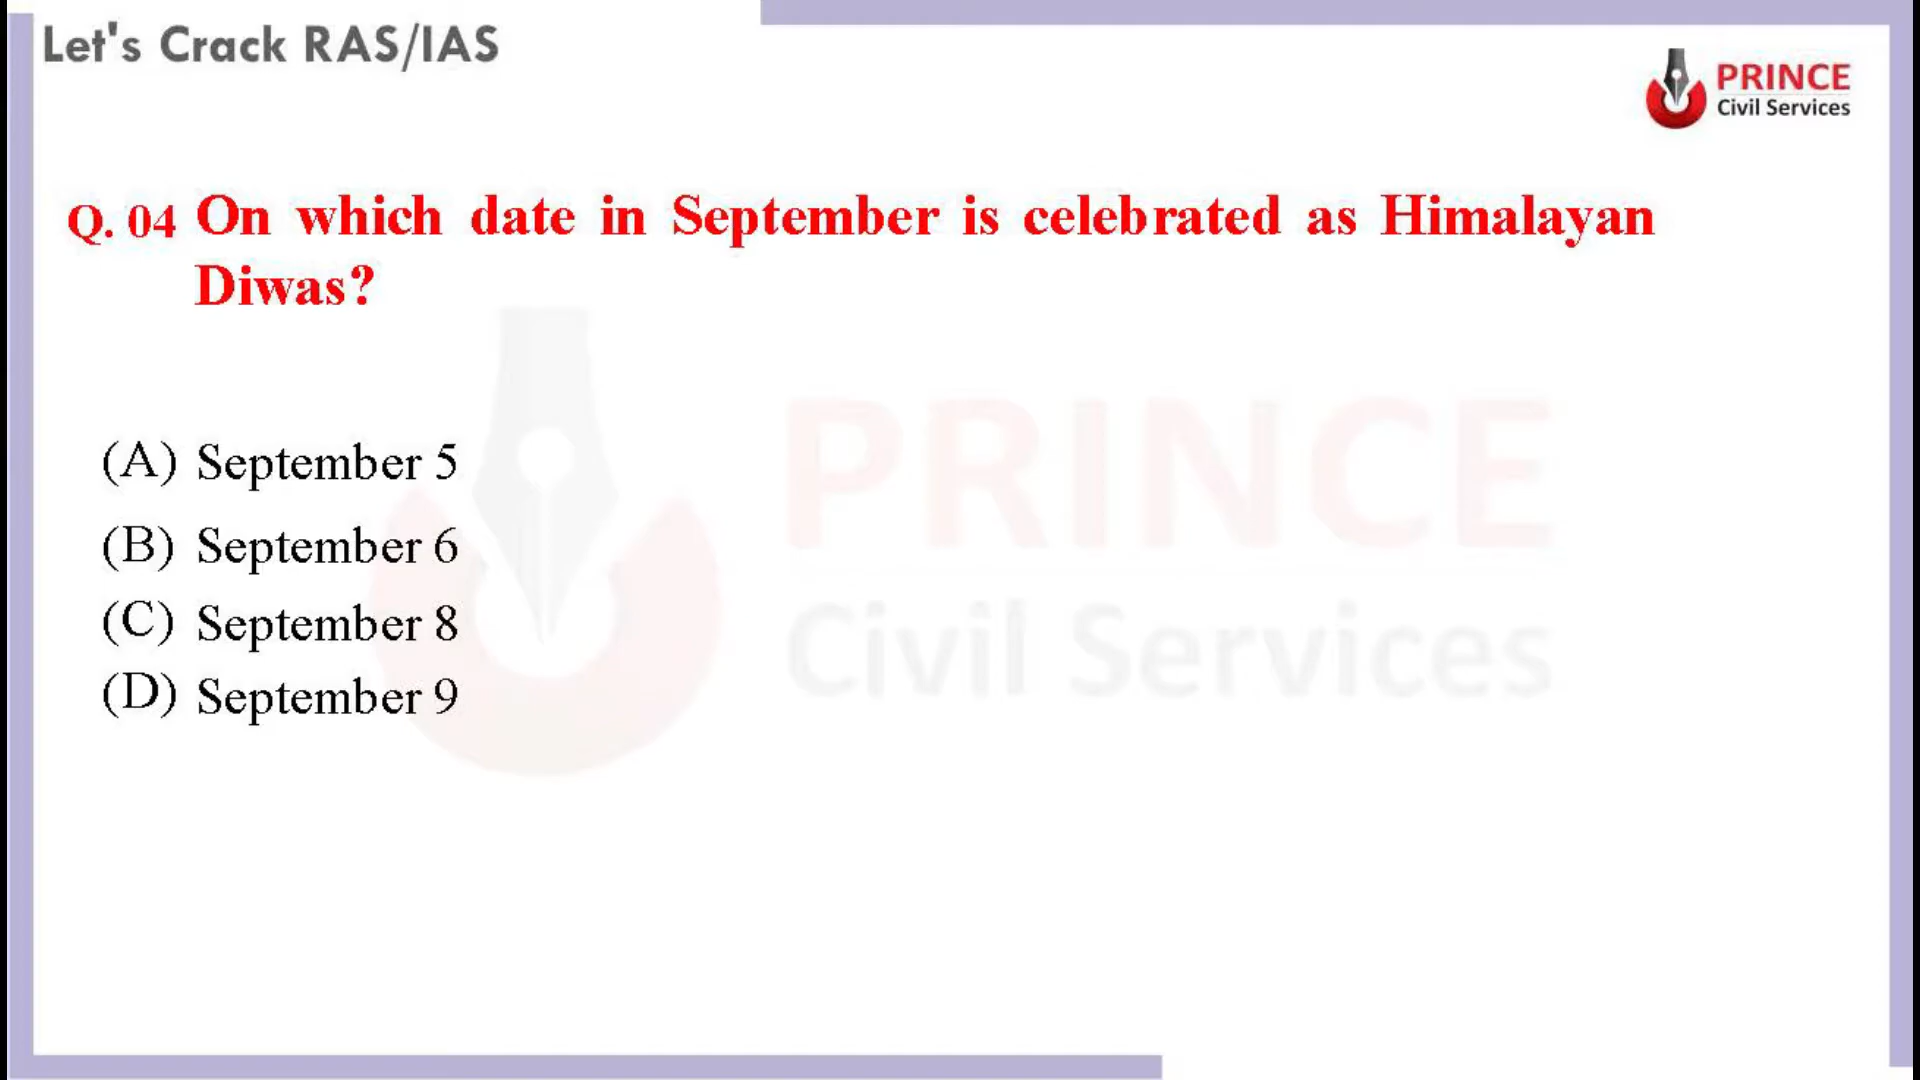 Let's Crack RAS/IAS
PRINCE
Civil Services
Q. 04 On which date in September is celebrated as Himalayan
Diwas?
(A) September 5
(B) September 6
(C) September 8
(D) September 9
PRINCE
Civil Services